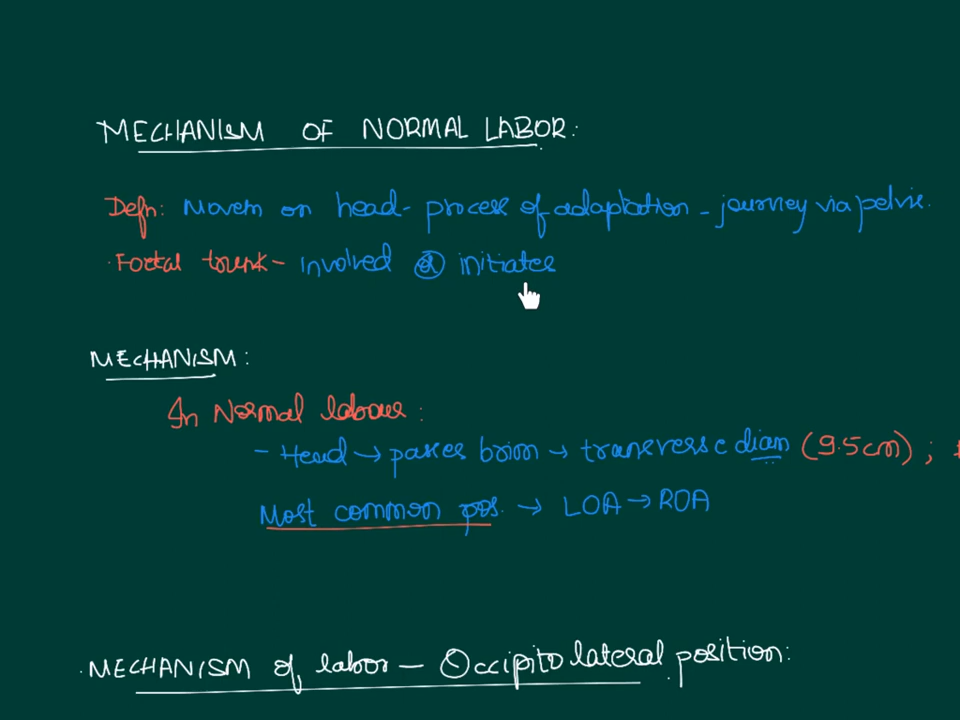 MECHANISM OF NORMAL LABOR:
Defn: Movem on head - process of adaptation - journey via pelvis.
Foetal trunk - involved @ initiates
MECHANISM:
In Normal labour:
- Head → passes brim → transverse diam (9.5cm) ;
Most common pos. → LOA → ROA
MECHANISM of labor - Occipito lateral position: